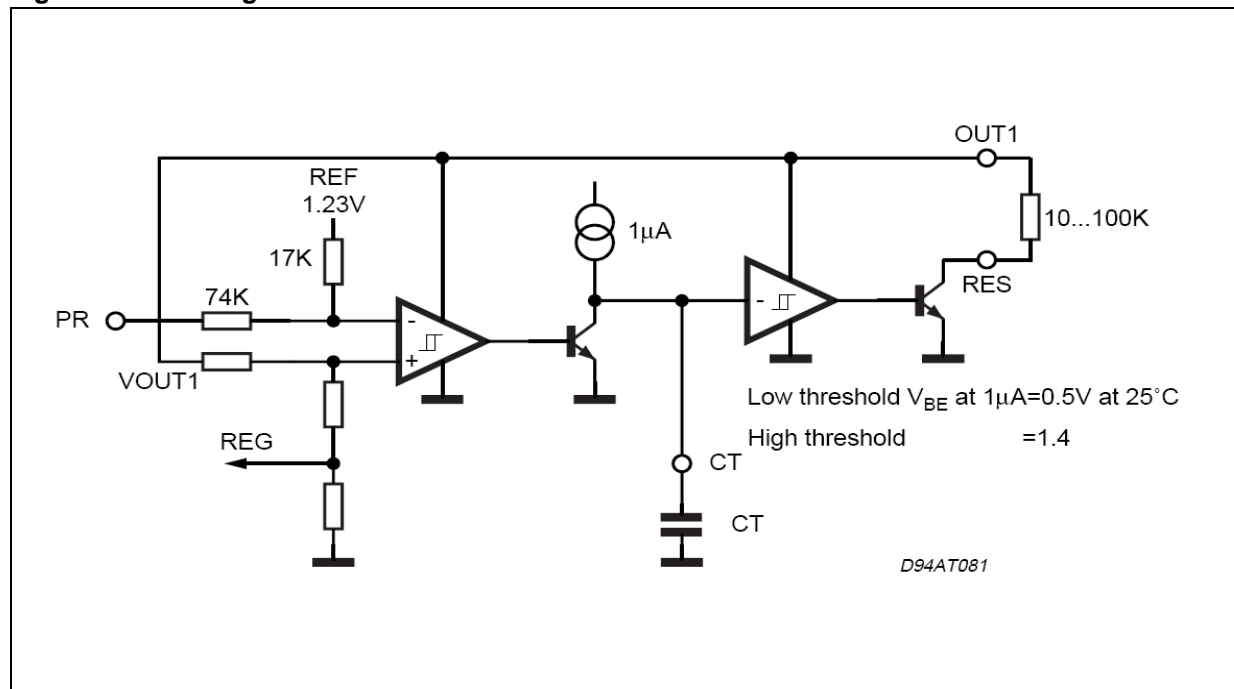 OUT1
REF
1.23V
1μA
10...100K
17K
RES
74K
PR
-
+
-
VOUT1
Low threshold V_BE at 1μA=0.5V at 25°C
High threshold =1.4
REG
CT
CT
D94AT081